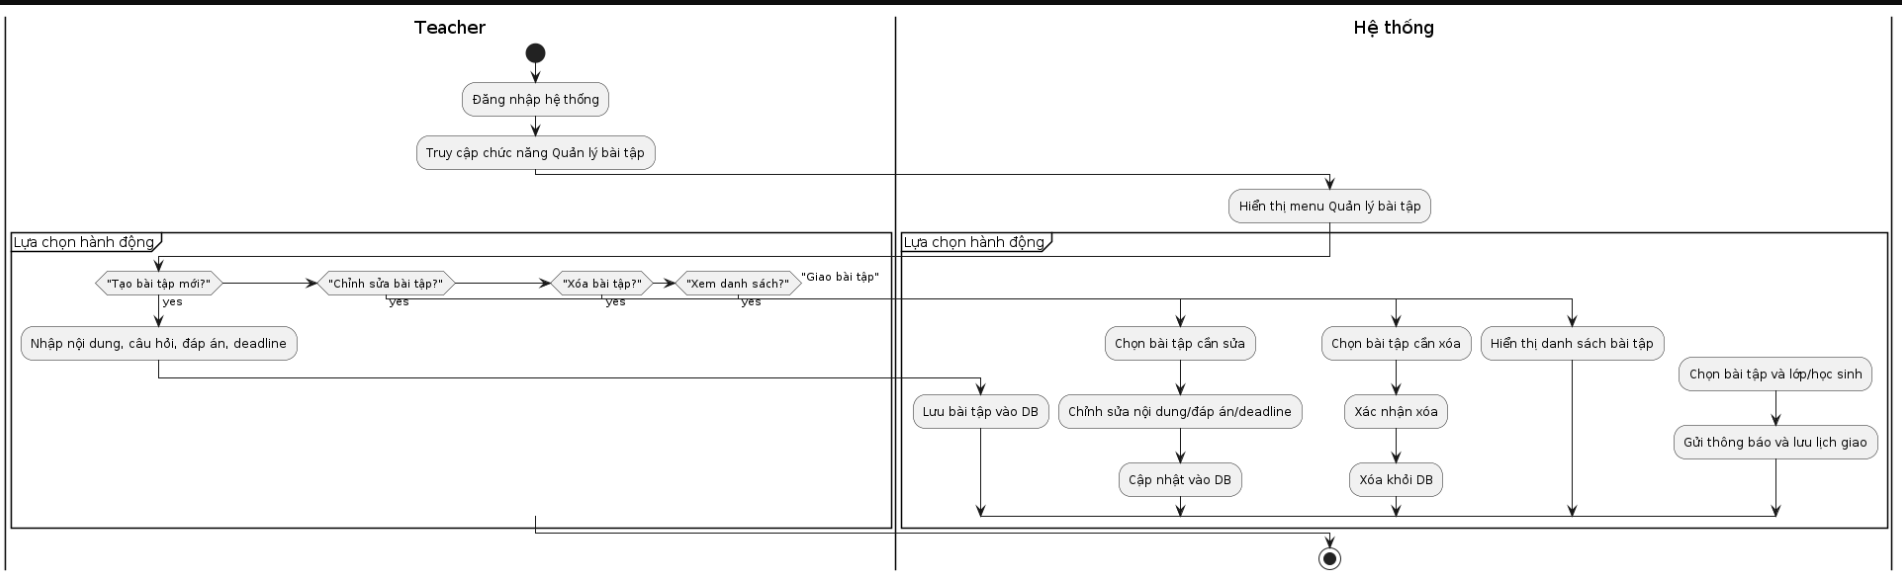 Teacher
Hệ thống
Đăng nhập hệ thống
Truy cập chức năng Quản lý bài tập
Hiển thị menu Quản lý bài tập
Lựa chọn hành động
Lựa chọn hành động
"Tạo bài tập mới?"
"Chỉnh sửa bài tập?"
"Xóa bài tập?"
"Xem danh sách?"
"Giao bài tập"
yes
yes
yes
yes
Nhập nội dung, câu hỏi, đáp án, deadline
Chọn bài tập cần sửa
Chọn bài tập cần xóa
Hiển thị danh sách bài tập
Chọn bài tập và lớp/học sinh
Lưu bài tập vào DB
Chỉnh sửa nội dung/đáp án/deadline
Xác nhận xóa
Gửi thông báo và lưu lịch giao
Cập nhật vào DB
Xóa khỏi DB